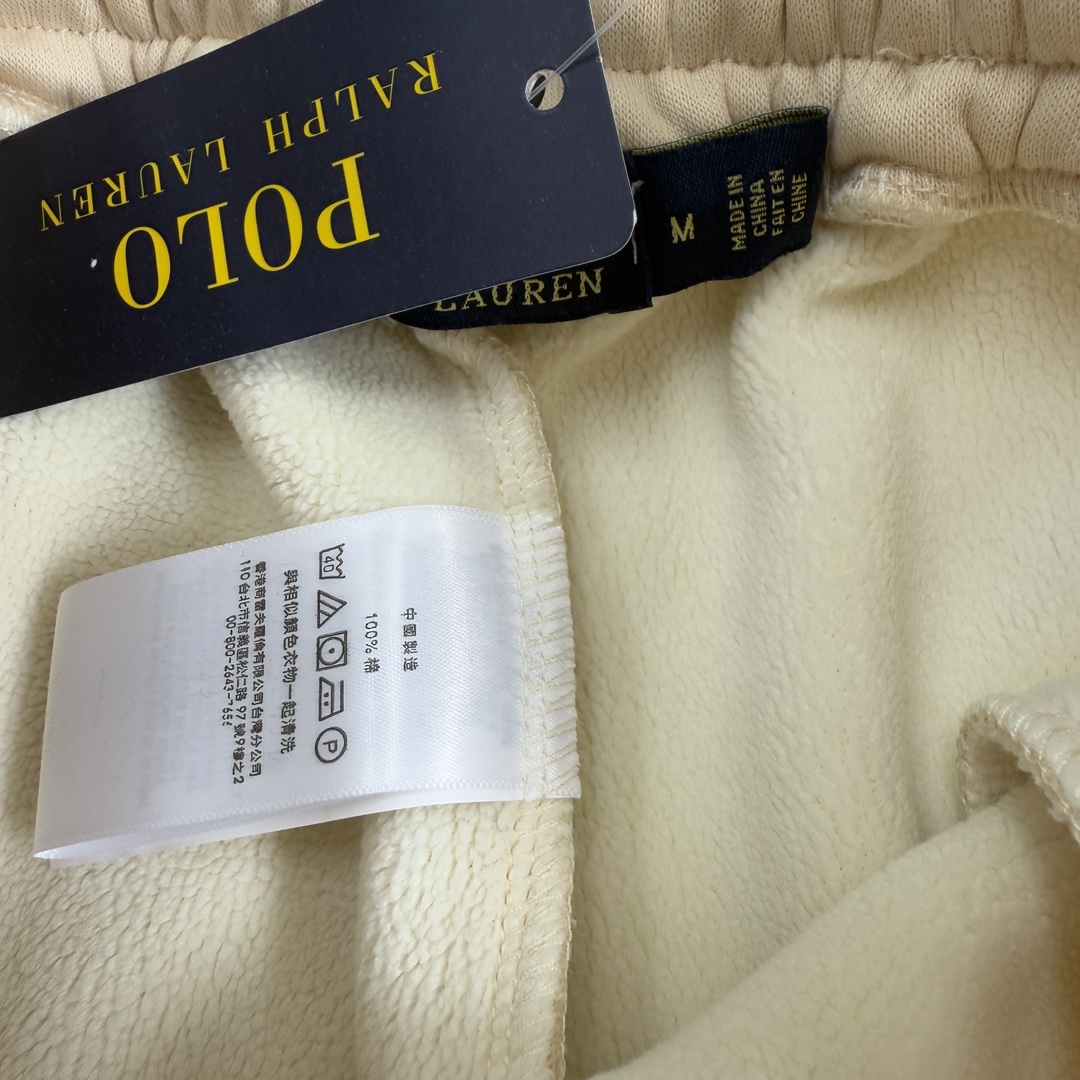 POLO
RALPH LAUREN
LAUREN
M
MADE IN
CHINA
FAIT EN
CHINE
中國製造
100% 棉
40
P
與相似顏色衣物一起清洗
香港商雷夫羅倫有限公司台灣分公司
110 台北市信義區松仁路 97 號 9 樓之 2
00-800-2643-7654